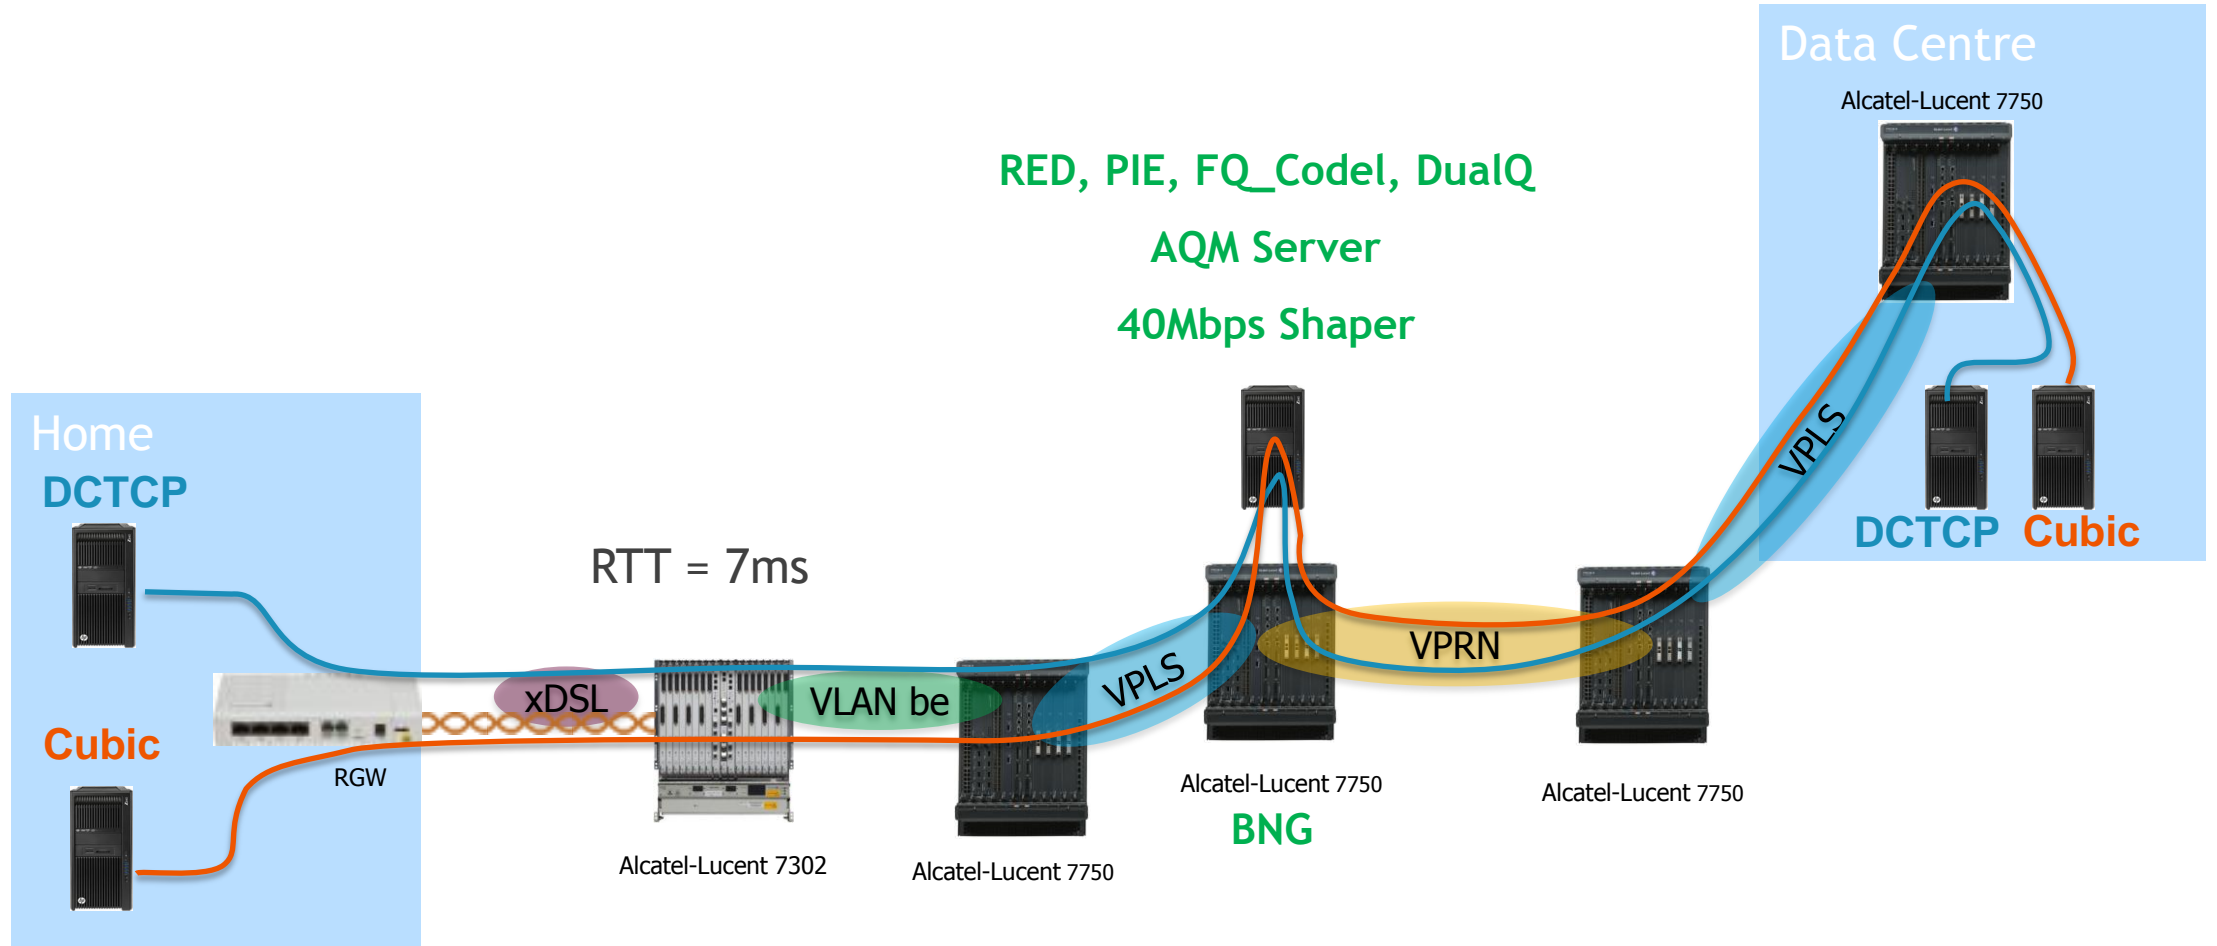 Data Centre
Alcatel-Lucent 7750
RED, PIE, FQ_Codel, DualQ
AQM Server
40Mbps Shaper
Home
DCTCP
VPLS
DCTCP
Cubic
RTT = 7ms
VPRN
xDSL
VLAN be
VPLS
Cubic
RGW
Alcatel-Lucent 7750
BNG
Alcatel-Lucent 7750
Alcatel-Lucent 7302
Alcatel-Lucent 7750